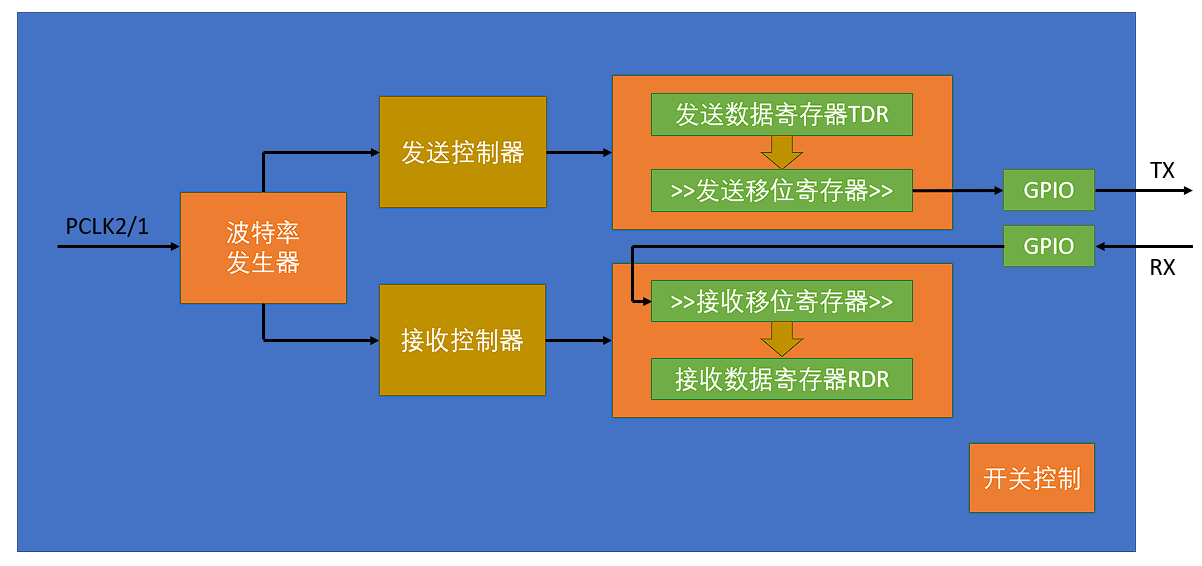 发送数据寄存器TDR
发送控制器
>>发送移位寄存器>>
TX
GPIO
PCLK2/1
波特率
发生器
GPIO
RX
>>接收移位寄存器>>
接收控制器
接收数据寄存器RDR
开关控制